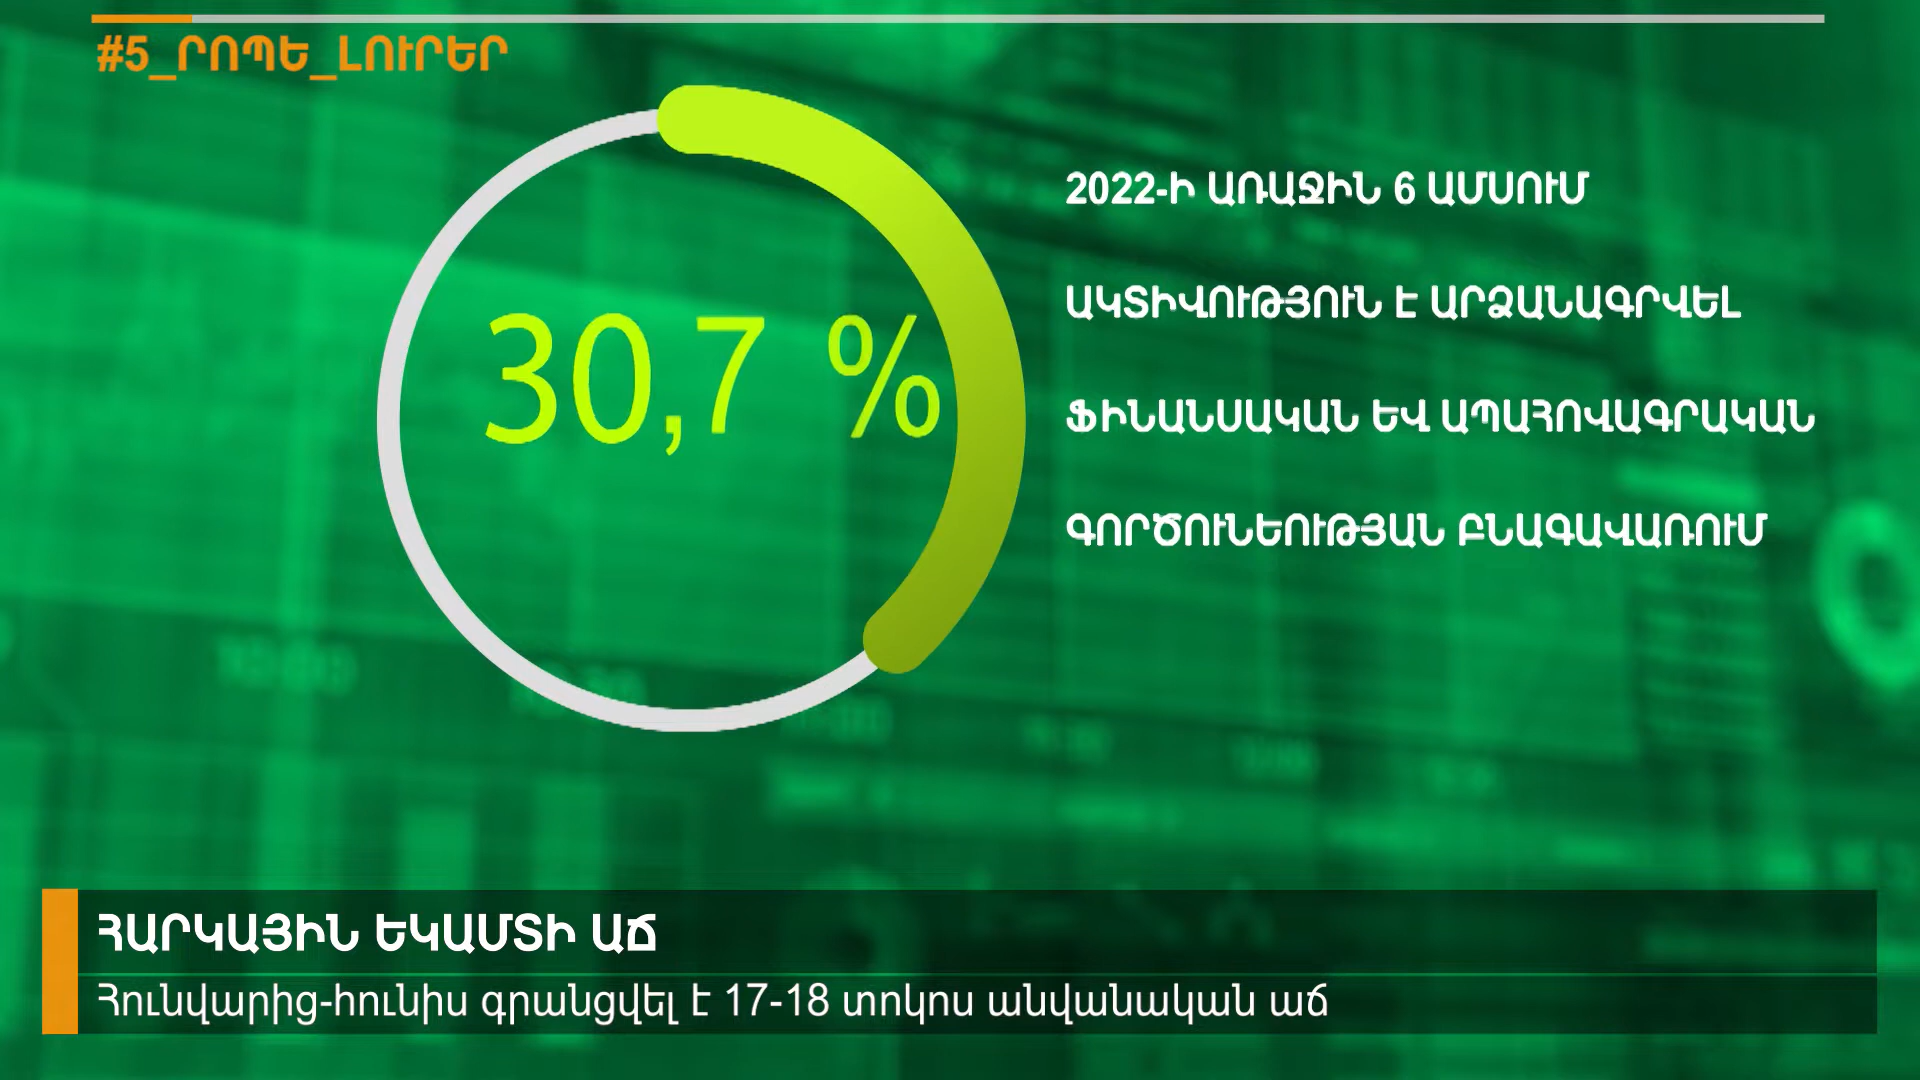 #5_ՐՈՊԵ_ԼՈՒՐԵՐ
30,7 %
2022-Ի ԱՌԱՋԻՆ 6 ԱՄՍՈՒՄ
ԱԿՏԻՎՈՒԹՅՈՒՆ Է ԱՐՁԱՆԱԳՐՎԵԼ
ՖԻՆԱՆՍԱԿԱՆ ԵՎ ԱՊԱՀՈՎԱԳՐԱԿԱՆ
ԳՈՐԾՈՒՆԵՈՒԹՅԱՆ ԲՆԱԳԱՎԱՌՈՒՄ
ՀԱՐԿԱՅԻՆ ԵԿԱՄՏԻ ԱՃ
Հունվարից-հունիս գրանցվել է 17-18 տոկոս անվանական աճ